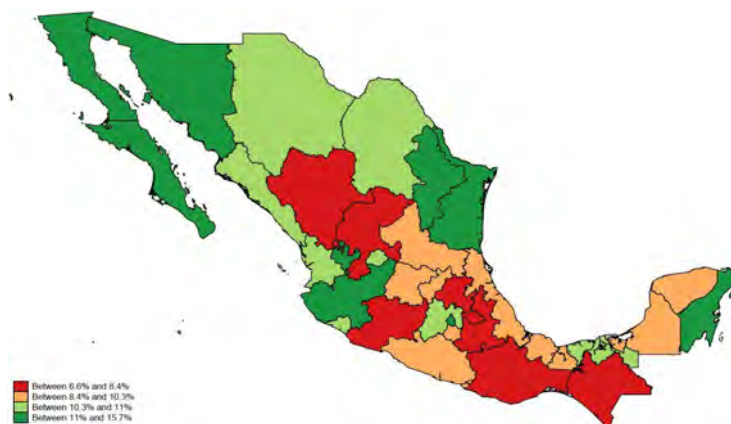 Between 6.6% and 8.4%
Between 8.4% and 10.3%
Between 10.3% and 11%
Between 11% and 15.7%